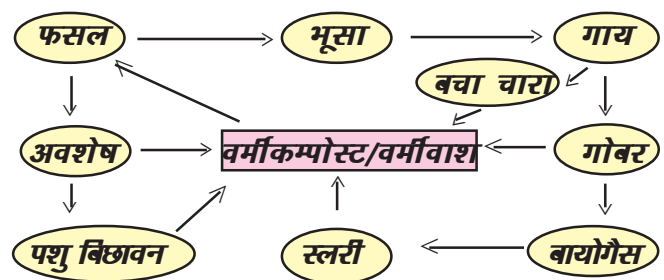 फसल
भूसा
गाय
बचा चारा
अवशेष
वर्मीकम्पोस्ट/वर्मीवाश
गोबर
पशु बिछावन
स्लरी
बायोगैस